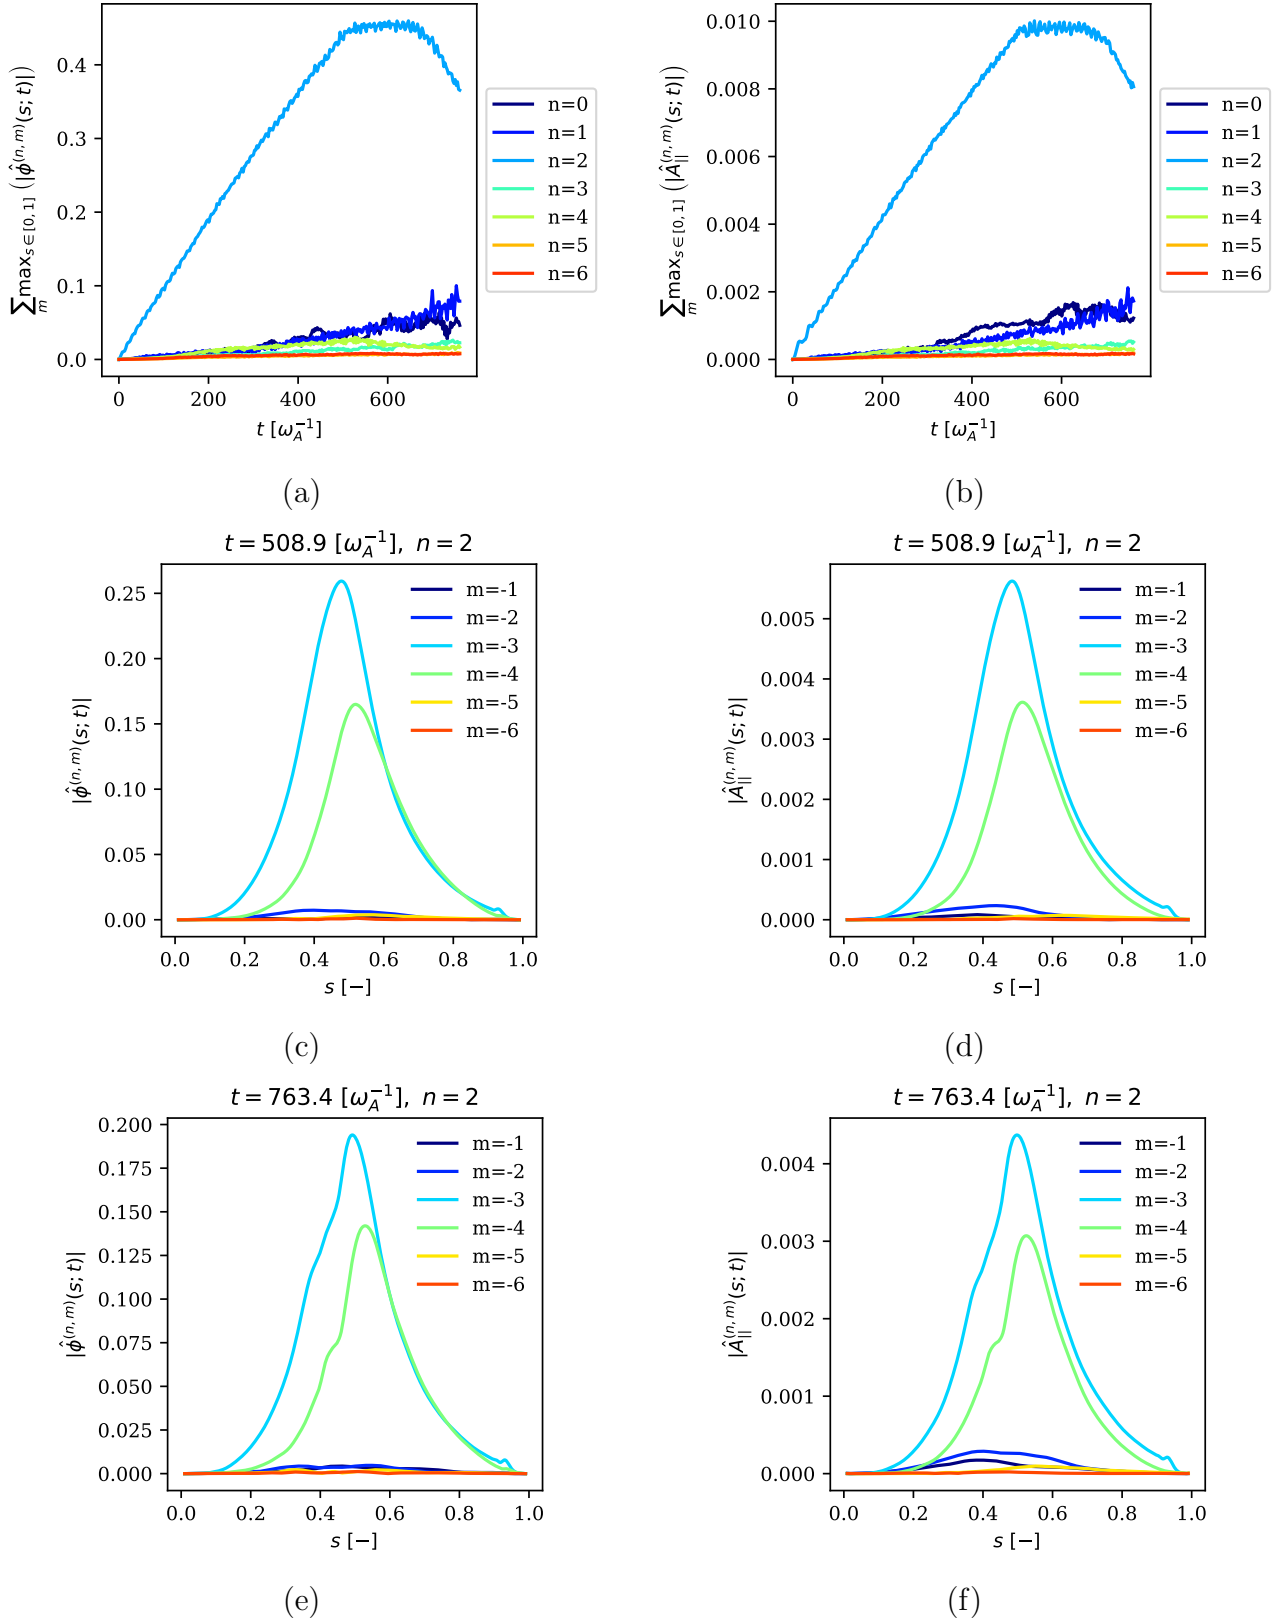 ∑_m max_{s∈[0,1]} (|ϕ̂^{(n,m)}(s;t)|)
0.4
0.3
0.2
0.1
0.0
0 200 400 600
t [ω_A^{-1}]
n=0
n=1
n=2
n=3
n=4
n=5
n=6
(a)
∑_m max_{s∈[0,1]} (|Â_{||}^{(n,m)}(s;t)|)
0.010
0.008
0.006
0.004
0.002
0.000
0 200 400 600
t [ω_A^{-1}]
n=0
n=1
n=2
n=3
n=4
n=5
n=6
(b)
t = 508.9 [ω_A^{-1}], n = 2
|ϕ̂^{(n,m)}(s;t)|
0.25
0.20
0.15
0.10
0.05
0.00
0.0 0.2 0.4 0.6 0.8 1.0
s [−]
m=-1
m=-2
m=-3
m=-4
m=-5
m=-6
(c)
t = 508.9 [ω_A^{-1}], n = 2
|Â_{||}^{(n,m)}(s;t)|
0.005
0.004
0.003
0.002
0.001
0.000
0.0 0.2 0.4 0.6 0.8 1.0
s [−]
m=-1
m=-2
m=-3
m=-4
m=-5
m=-6
(d)
t = 763.4 [ω_A^{-1}], n = 2
|ϕ̂^{(n,m)}(s;t)|
0.200
0.175
0.150
0.125
0.100
0.075
0.050
0.025
0.000
0.0 0.2 0.4 0.6 0.8 1.0
s [−]
m=-1
m=-2
m=-3
m=-4
m=-5
m=-6
(e)
t = 763.4 [ω_A^{-1}], n = 2
|Â_{||}^{(n,m)}(s;t)|
0.004
0.003
0.002
0.001
0.000
0.0 0.2 0.4 0.6 0.8 1.0
s [−]
m=-1
m=-2
m=-3
m=-4
m=-5
m=-6
(f)